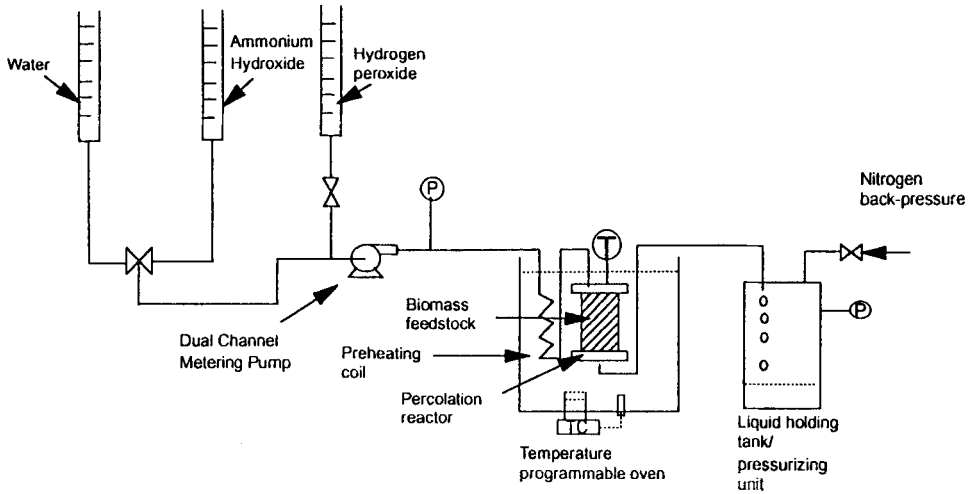 Water
Ammonium
Hydroxide
Hydrogen
peroxide
P
Nitrogen
back-pressure
T
Biomass
feedstock
P
Dual Channel
Metering Pump
Preheating
coil
Percolation
reactor
TC
Liquid holding
tank/
pressurizing
unit
Temperature
programmable oven